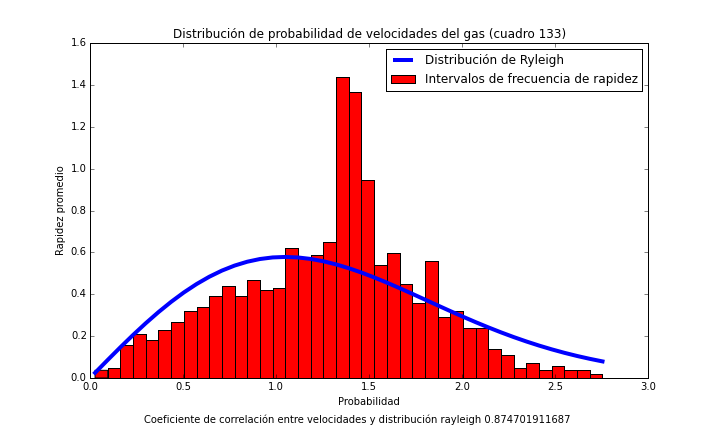 Distribución de probabilidad de velocidades del gas (cuadro 133)
Distribución de Ryleigh
Intervalos de frecuencia de rapidez
1.6
1.4
1.2
1.0
0.8
0.6
0.4
0.2
0.0
Rapidez promedio
0.0 0.5 1.0 1.5 2.0 2.5 3.0
Probabilidad
Coeficiente de correlación entre velocidades y distribución rayleigh 0.874701911687